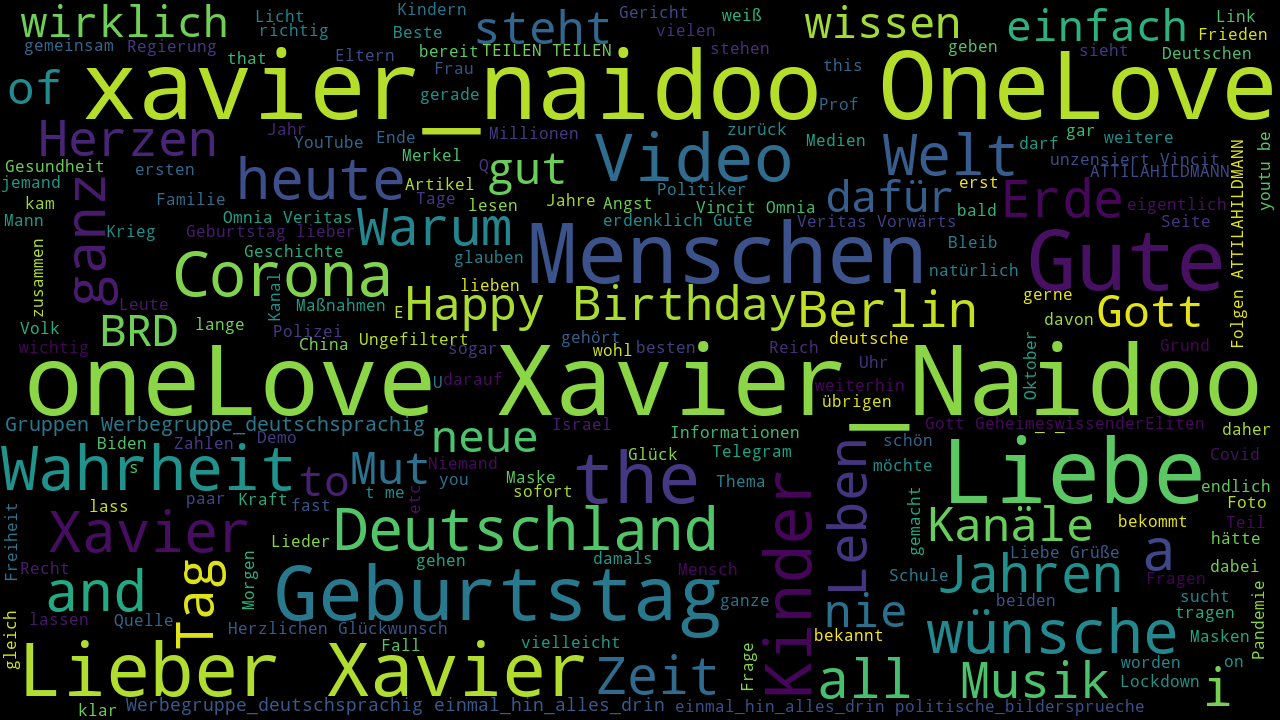 wirklich Licht richtig Kindern Beste steht Gericht vielen weiß wissen einfach Link Frieden
gemeinsam Regierung that Eltern bereit TEILEN TEILEN stehen geben sieht Deutschen
of xavier_naidoo OneLove
Frau gerade this Prof
Herzen Jahr YouTube Ende Millionen Video zurück Medien Welt darf gar weitere
Gesundheit ersten heute Merkel Artikel Q gut unzensiert Vincit ATTILAHILDMANN
jemand kam Familie Tage lesen Jahre Angst Politiker Vincit Omnia dafür erst Erde eigentlich
Mann Krieg Omnia Veritas Geburtstag lieber Warum erdenklich Gute Veritas Vorwärts bald Seite
youtu be
Folgen ATTILAHILDMANN
ganz
zusammen
Geschichte glauben Menschen Bleib natürlich Gute
Corona Kanal Maßnahmen lieben
Leute E Happy Birthday Berlin gerne davon Gott
Volk BRD lange Polizei China Ungefiltert gehört deutsche
wichtig sogar wohl besten Reich Uhr Oktober Grund
oneLove Xavier_Naidoo
U darauf weiterhin übrigen
Gruppen Werbegruppe_deutschsprachig neue Israel Informationen Gott GeheimeswissenderEliten _ _ daher
Biden Zahlen Demo Niemand Glück Telegram schön Covid
Wahrheit s to Mut you Maske the Thema Leben möchte Liebe endlich
paar Kraft fast t me etc sofort Foto
Freiheit lass Xavier Lieder Deutschland Kinder gemacht Kanäle bekommt Teil hätte
Recht gehen damals Mensch Liebe Grüße a dabei
and Tag Morgen Geburtstag ganze Schule Jahren Fragen sucht Pandemie
lassen Quelle nie beiden tragen
gleich Herzlichen Glückwunsch Fall vielleicht bekannt wünsche Masken
Lieber Xavier Zeit Frage all Musik worden on Lockdown i
klar Werbegruppe_deutschsprachig einmal_hin_alles_drin einmal_hin_alles_drin politische_bildersprueche